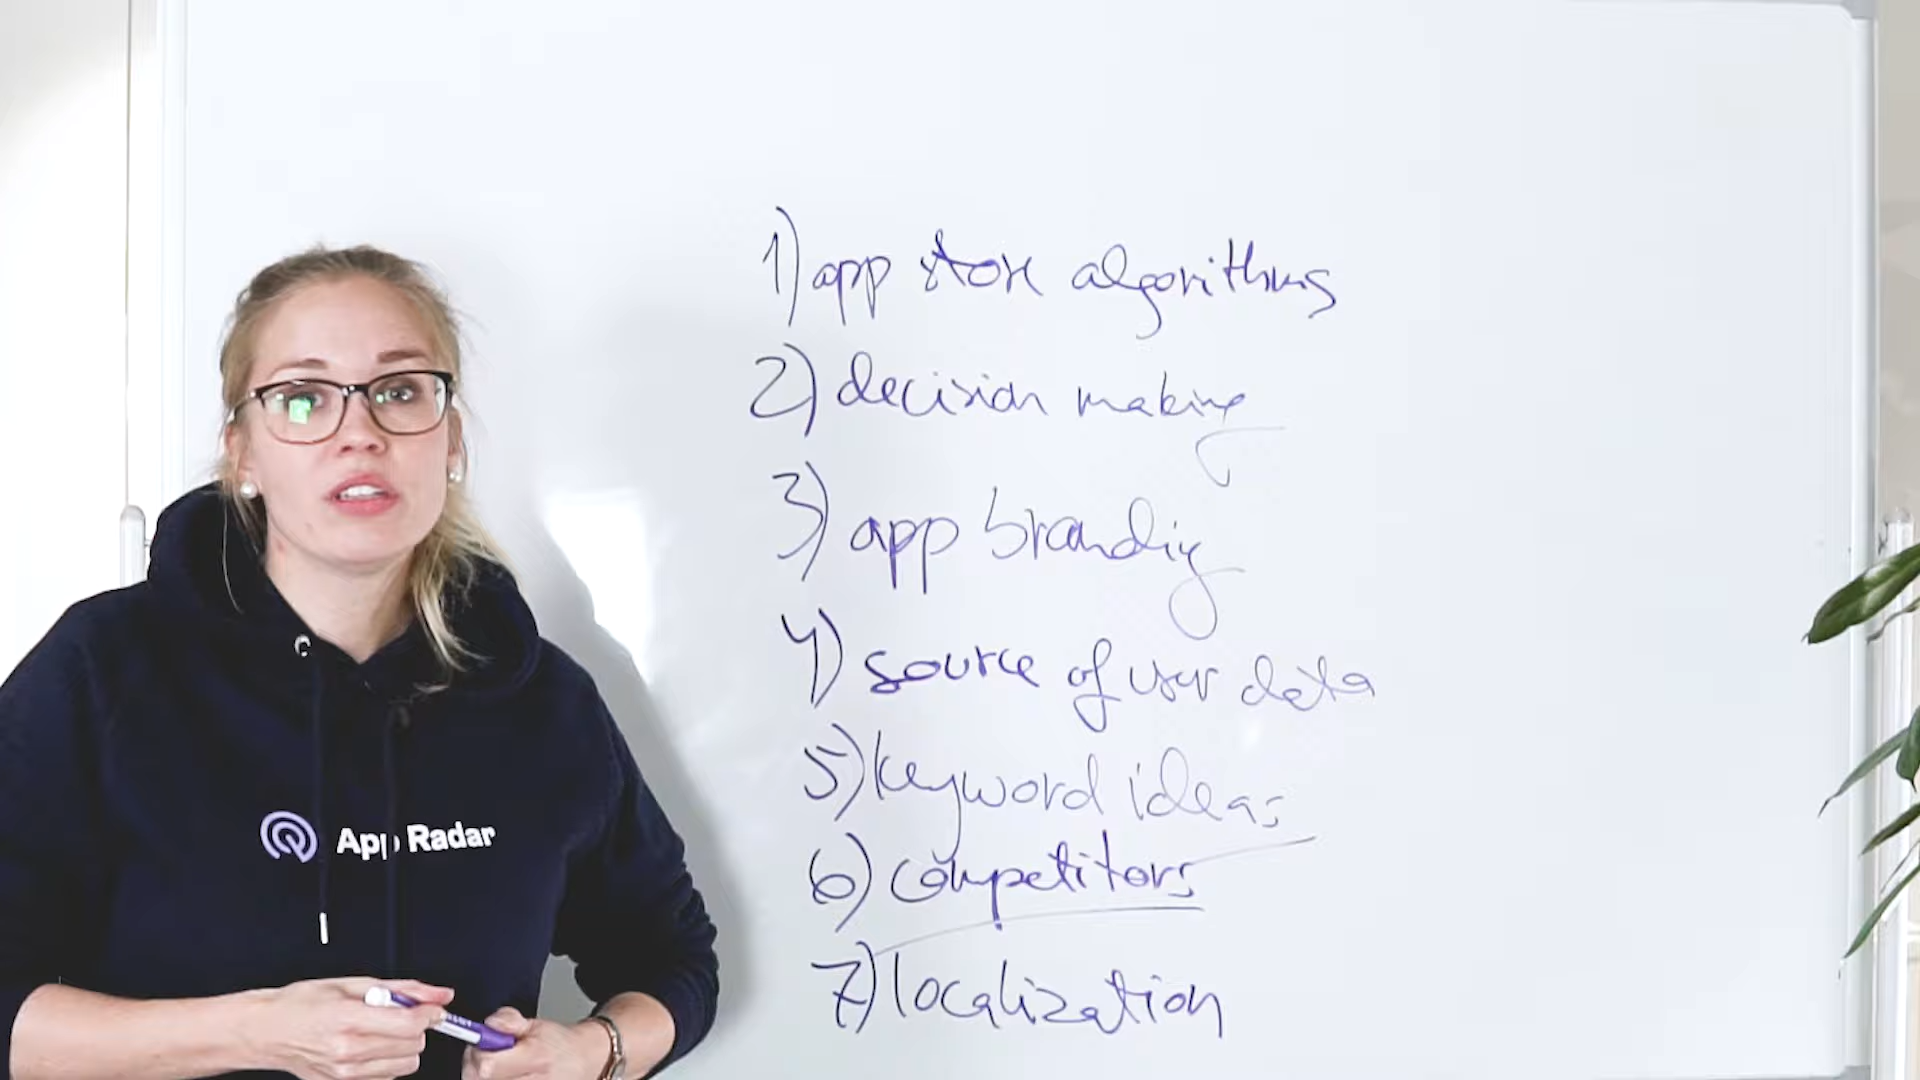 1) app store algorithms
2) decision making
3) app branding
4) source of user data
5) keyword ideas
6) competitors
7) localization
App Radar